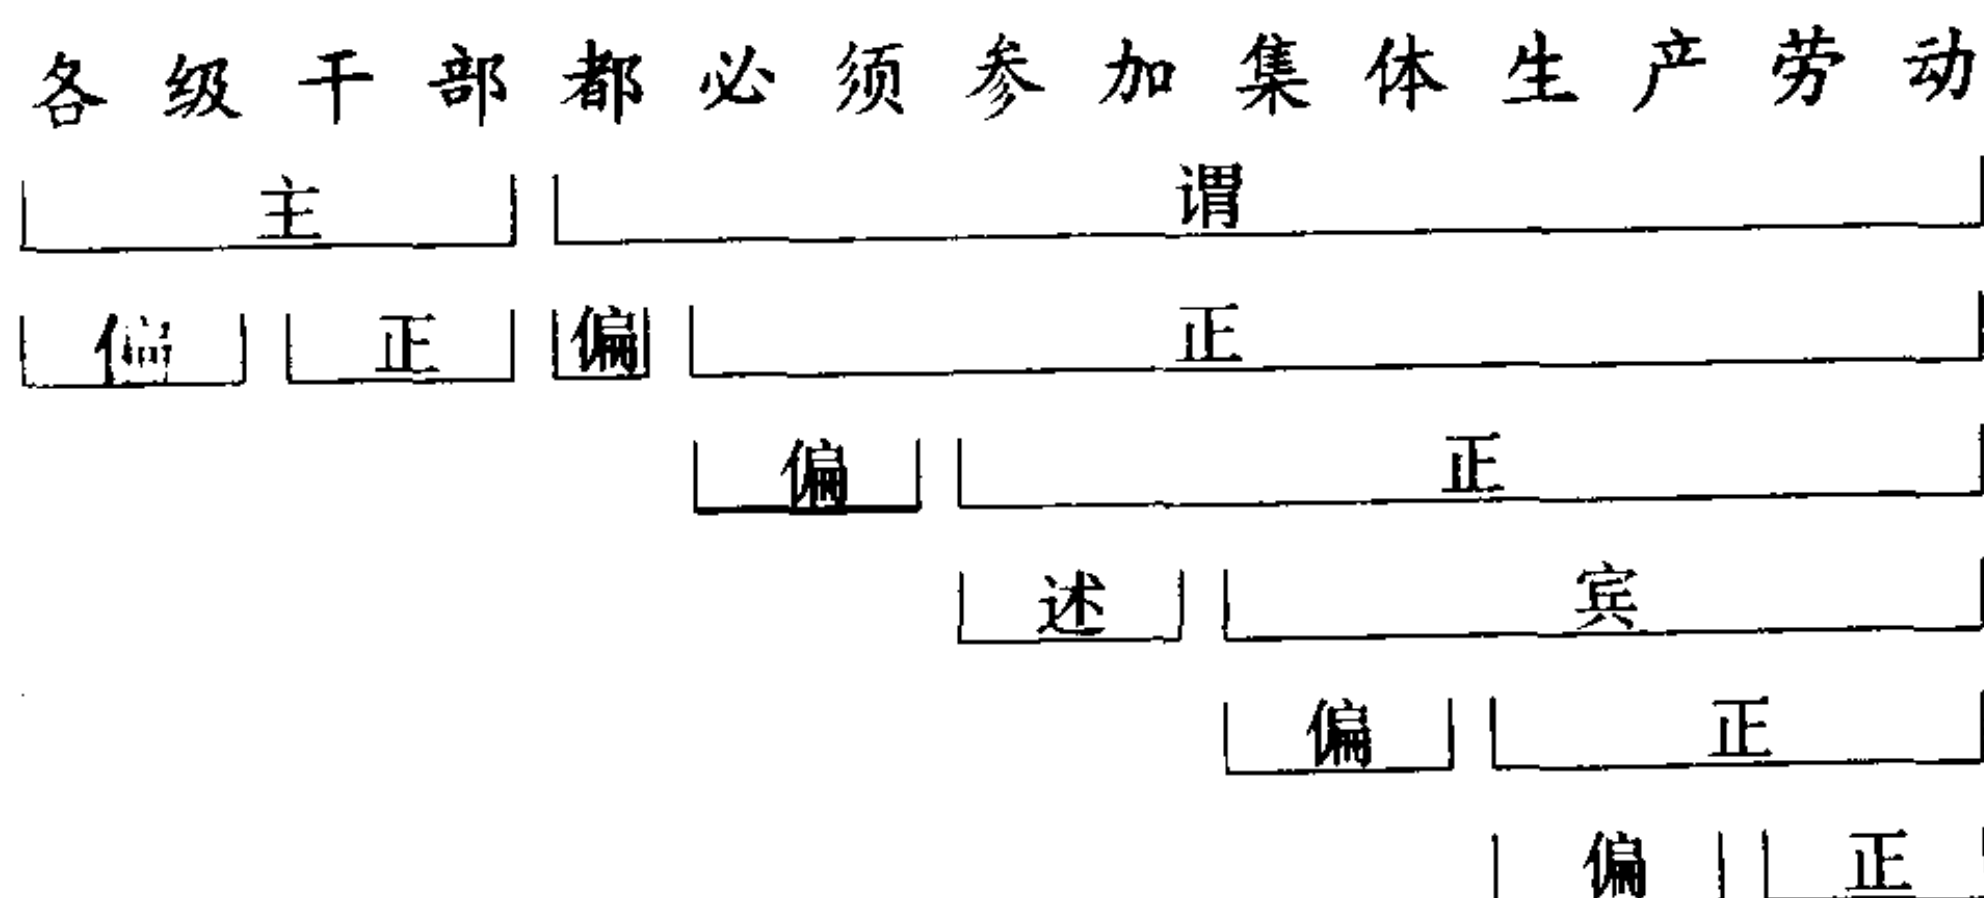 各级干部都必须参加集体生产劳动
主 谓
偏 正 偏 正
偏 正
述 宾
偏 正
偏 正